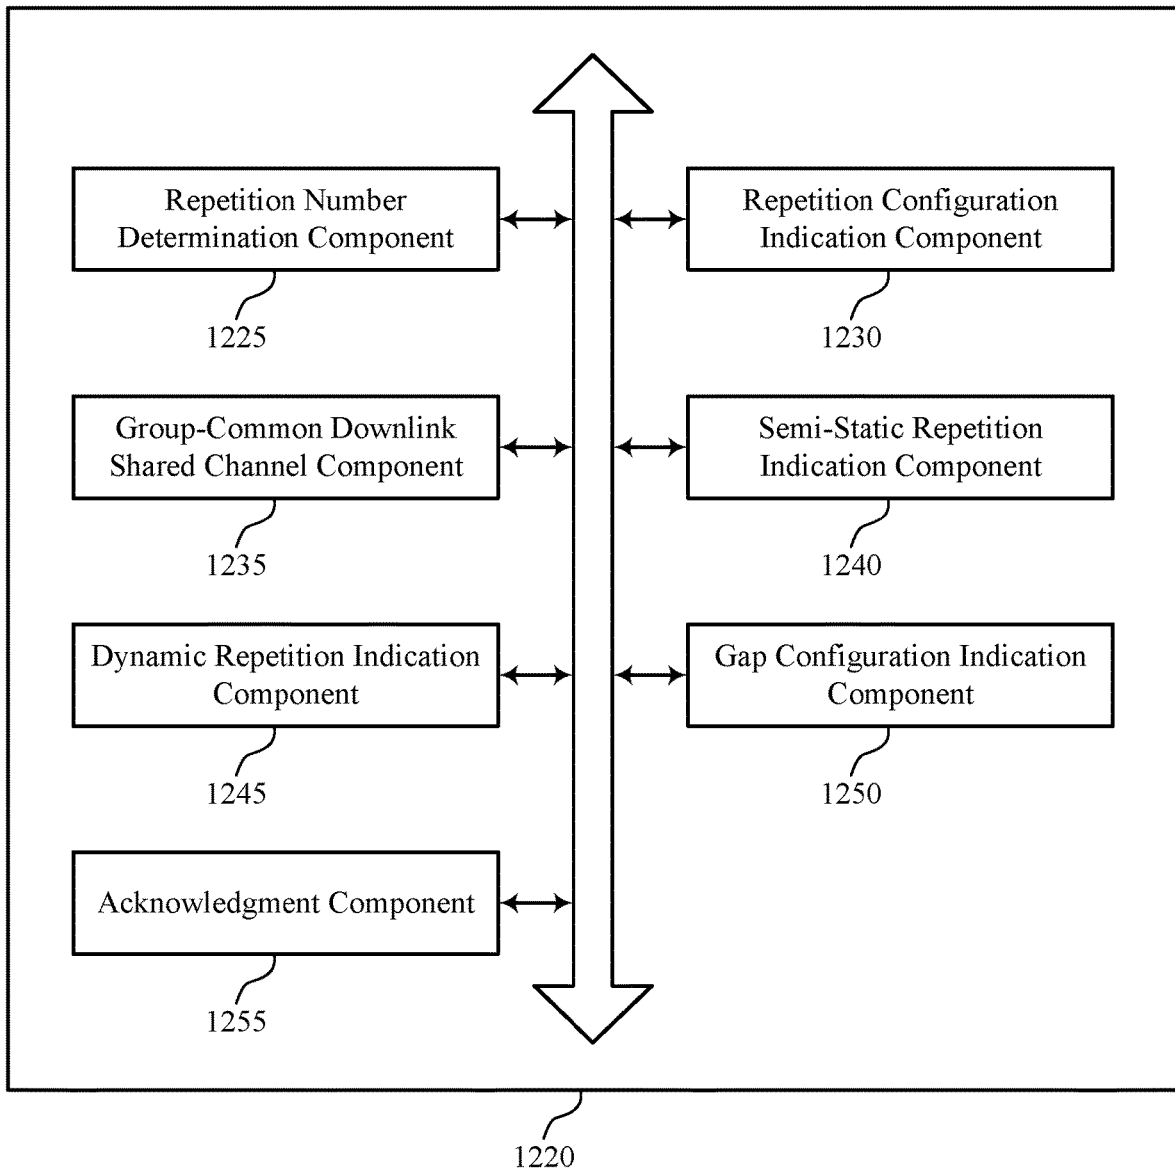 Repetition Number
Determination Component
1225
Repetition Configuration
Indication Component
1230
Group-Common Downlink
Shared Channel Component
1235
Semi-Static Repetition
Indication Component
1240
Dynamic Repetition Indication
Component
1245
Gap Configuration Indication
Component
1250
Acknowledgment Component
1255
1220